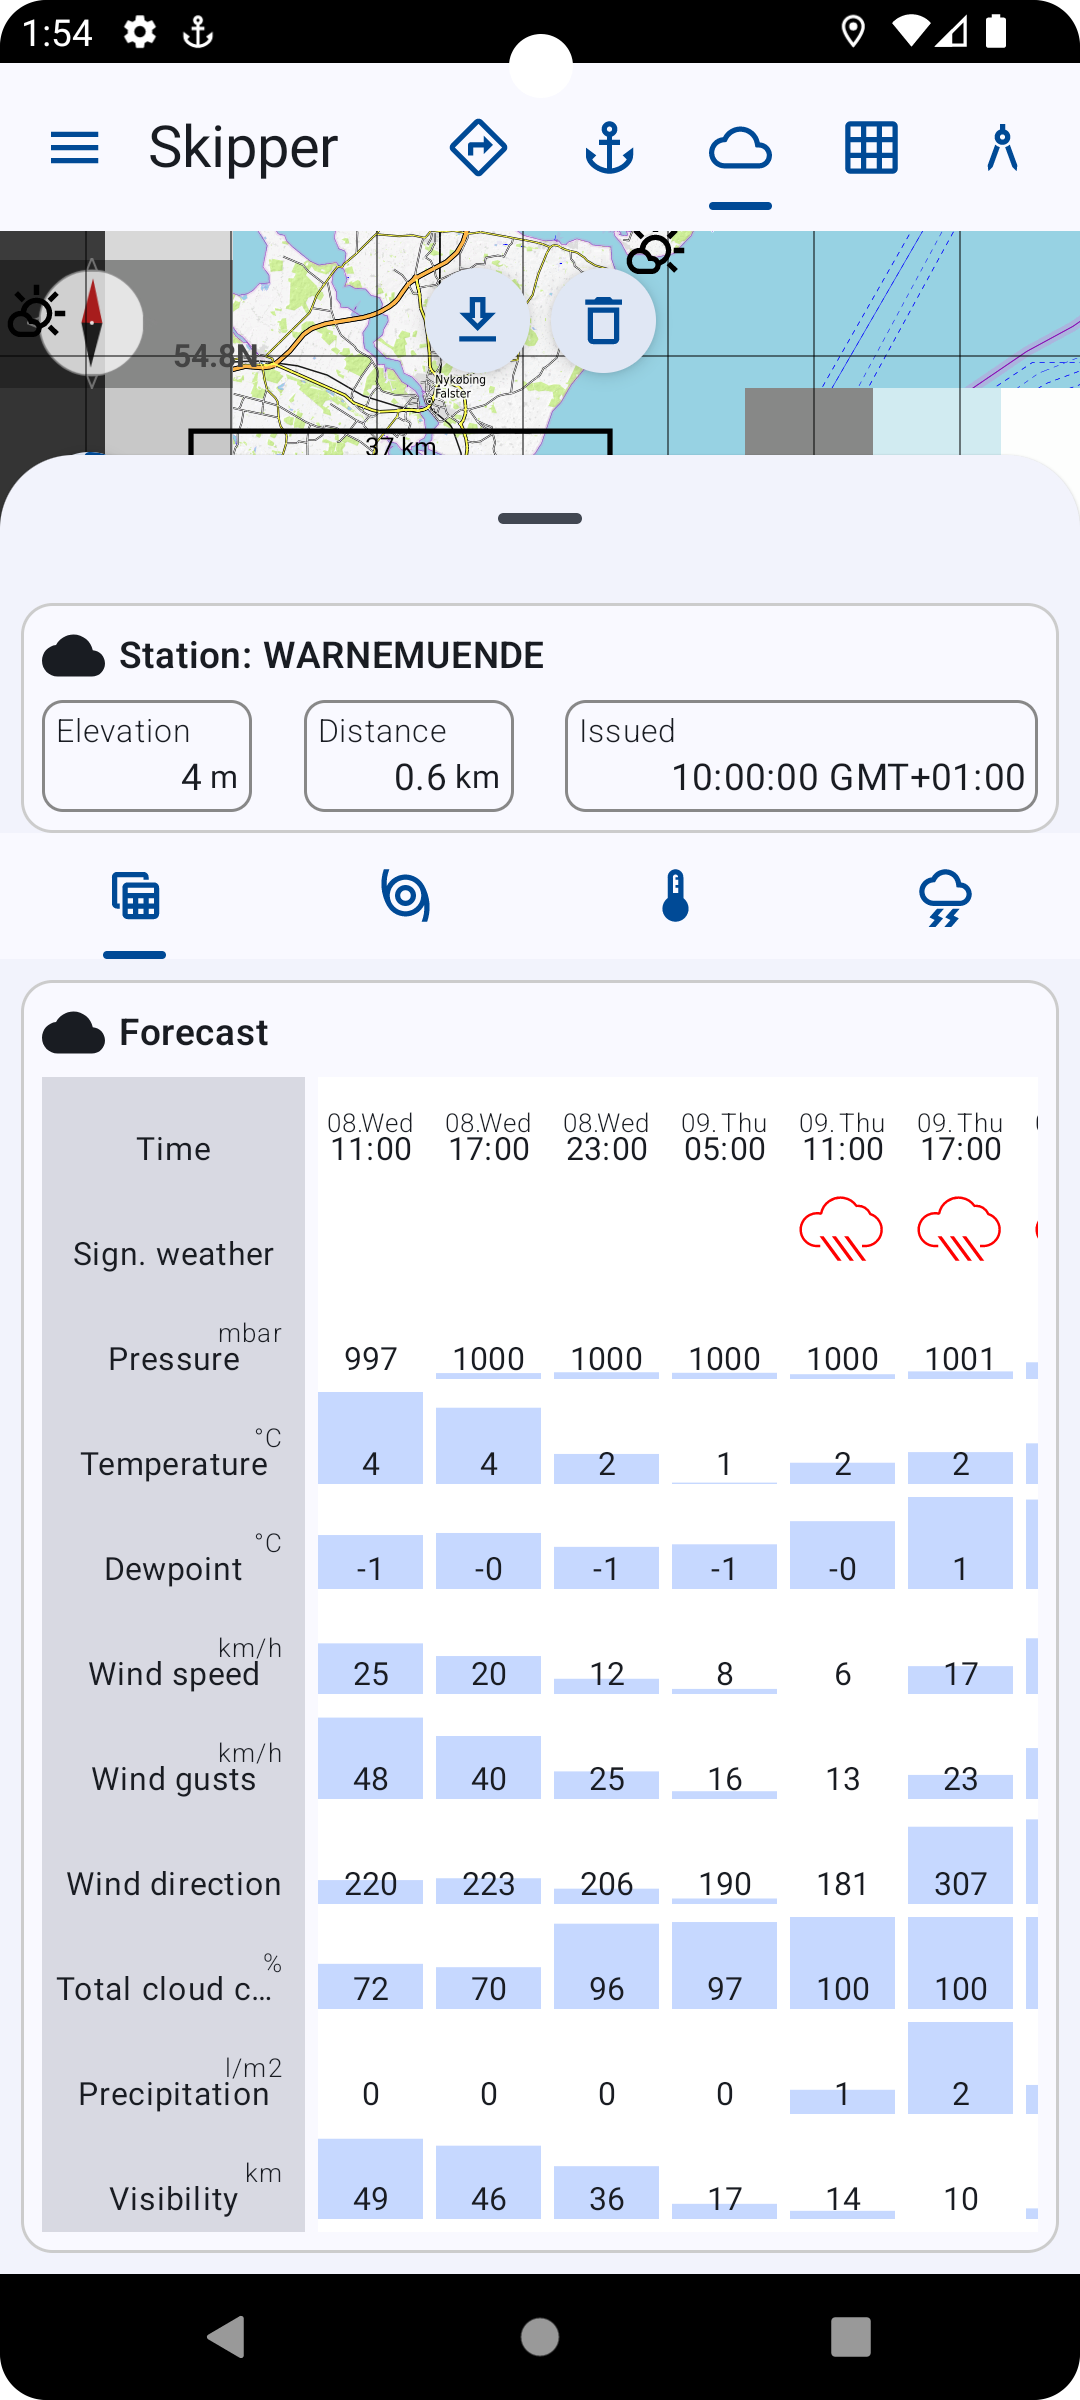 1:54
Skipper
54.8N
Nykøbing
Falster
37 km
Station: WARNEMUENDE
Elevation
4 m
Distance
0.6 km
Issued
10:00:00 GMT+01:00
Forecast
Time
08.Wed 08.Wed 08.Wed 09.Thu 09.Thu 09.Thu
11:00 17:00 23:00 05:00 11:00 17:00
Sign. weather
mbar
Pressure 997 1000 1000 1000 1000 1001
°C
Temperature 4 4 2 1 2 2
°C
Dewpoint -1 -0 -1 -1 -0 1
km/h
Wind speed 25 20 12 8 6 17
km/h
Wind gusts 48 40 25 16 13 23
Wind direction 220 223 206 190 181 307
%
Total cloud c... 72 70 96 97 100 100
l/m2
Precipitation 0 0 0 0 1 2
km
Visibility 49 46 36 17 14 10